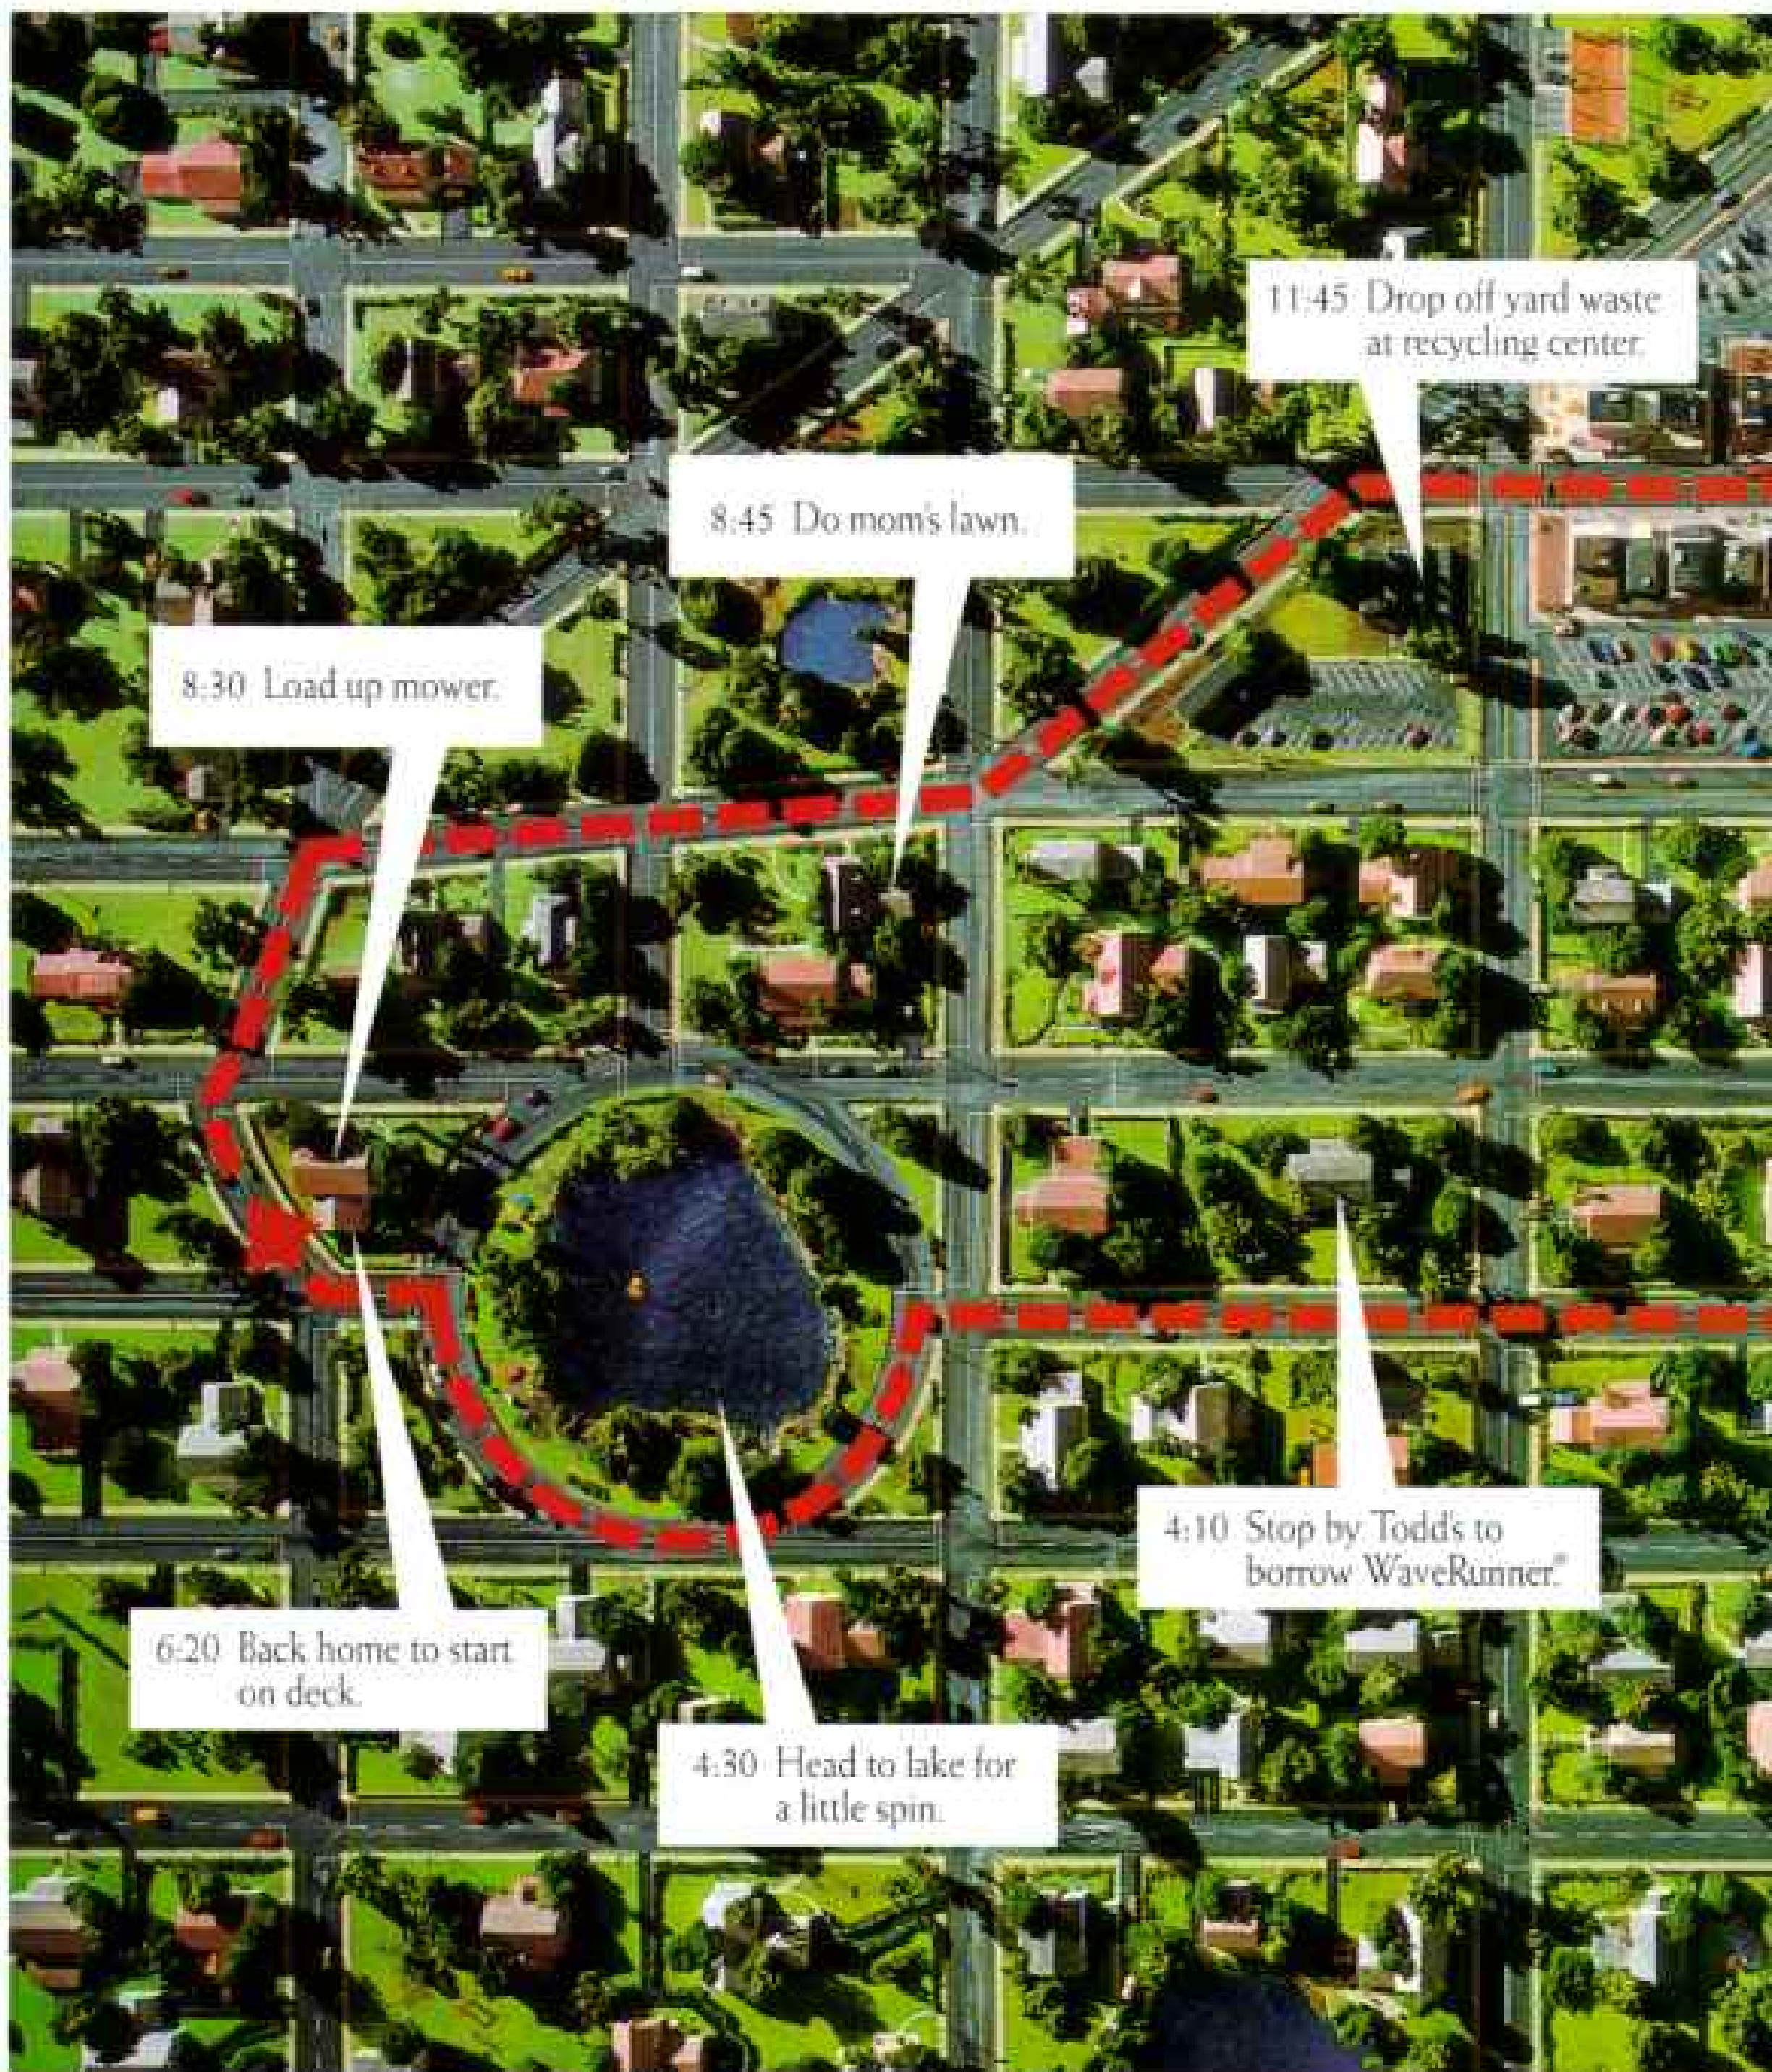 11:45 Drop off yard waste
at recycling center.
8:45 Do mom's lawn.
8:30 Load up mower.
4:10 Stop by Todd's to
borrow WaveRunner.®
6:20 Back home to start
on deck.
4:30 Head to lake for
a little spin.